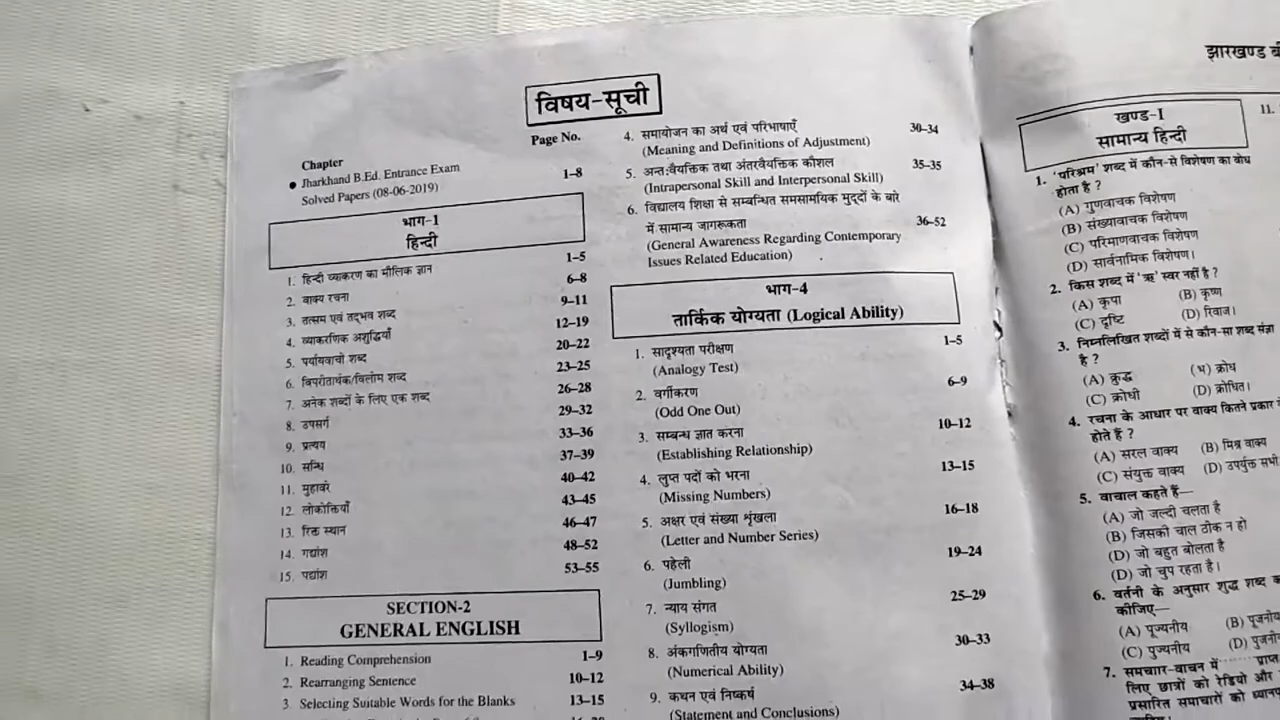 विषय-सूची
Page No.
Chapter
● Jharkhand B.Ed. Entrance Exam
Solved Papers (08-06-2019) 1–8
भाग-1
हिन्दी
1. हिन्दी व्याकरण का मौलिक ज्ञान 1–5
2. वाक्य रचना 6–8
3. तत्सम एवं तद्भव शब्द 9–11
4. व्याकरणिक अशुद्धियाँ 12–19
5. पर्यायवाची शब्द 20–22
6. विपरीतार्थक/विलोम शब्द 23–25
7. अनेक शब्दों के लिए एक शब्द 26–28
8. उपसर्ग 29–32
9. प्रत्यय 33–36
10. सन्धि 37–39
11. मुहावरे 40–42
12. लोकोक्तियाँ 43–45
13. रिक्त स्थान 46–47
14. गद्यांश 48–52
15. पद्यांश 53–55
SECTION-2
GENERAL ENGLISH
1. Reading Comprehension 1–9
2. Rearranging Sentence 10–12
3 Selecting Suitable Words for the Blanks 13–15
4. समायोजन का अर्थ एवं परिभाषाएँ 30–34
(Meaning and Definitions of Adjustment)
5. अन्त:वैयक्तिक तथा अंतरवैयक्तिक कौशल 35–35
(Intrapersonal Skill and Interpersonal Skill)
6. विद्यालय शिक्षा से सम्बन्धित समसामयिक मुद्दों के बारे
में सामान्य जागरूकता 36–52
(General Awareness Regarding Contemporary
Issues Related Education)
भाग-4
तार्किक योग्यता (Logical Ability)
1. सादृश्यता परीक्षण 1–5
(Analogy Test)
2. वर्गीकरण 6–9
(Odd One Out)
3. सम्बन्ध ज्ञात करना 10–12
(Establishing Relationship)
4. लुप्त पदों को भरना 13–15
(Missing Numbers)
5. अक्षर एवं संख्या शृंखला 16–18
(Letter and Number Series)
6. पहेली 19–24
(Jumbling)
7. न्याय संगत 25–29
(Syllogism)
8. अंकगणितीय योग्यता 30–33
(Numerical Ability)
9. कथन एवं निष्कर्ष 34–38
(Statement and Conclusions)
झारखण्ड
खण्ड-I
सामान्य हिन्दी
11.
1. 'परिश्रम' शब्द में कौन-से विशेषण का बोध
होता है ?
(A) गुणवाचक विशेषण
(B) संख्यावाचक विशेषण
(C) परिमाणवाचक विशेषण
(D) सार्वनामिक विशेषण।
2. किस शब्द में 'ऋ' स्वर नहीं है ?
(A) कृपा (B) कृष्ण
(C) दृष्टि (D) रिवाज।
3. निम्नलिखित शब्दों में से कौन-सा शब्द संज्ञा
है ?
(A) क्रुद्ध (भ) क्रोध
(C) क्रोधी (D) क्रोधित।
4. रचना के आधार पर वाक्य कितने प्रकार
होते हैं ?
(A) सरल वाक्य (B) मिश्र वाक्य
(C) संयुक्त वाक्य (D) उपर्युक्त सभी
5. वाचाल कहते हैं—
(A) जो जल्दी चलता है
(B) जिसकी चाल ठीक न हो
(D) जो बहुत बोलता है
(D) जो चुप रहता है।
6. वर्तनी के अनुसार शुद्ध शब्द
कीजिए—
(A) पूज्यनीय (B)
(C) पुज्यनीय (D)
7. समचाार-वाचन में ......
लिए छात्रों को रेडियो और
प्रसारित समाचारों को